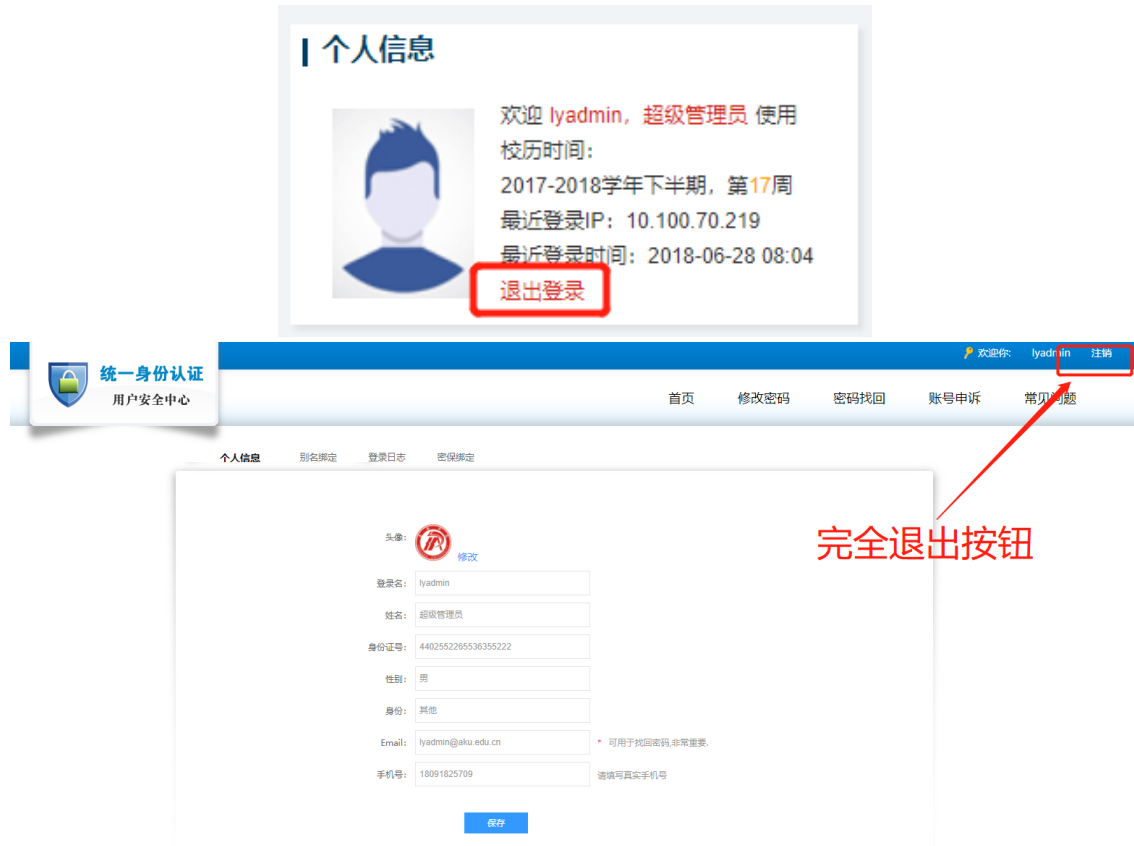 个人信息
欢迎 lyadmin，超级管理员 使用
校历时间：
2017-2018学年下半期，第17周
最近登录IP：10.100.70.219
最近登录时间：2018-06-28 08:04
退出登录
欢迎你: lyadmin 注销
统一身份认证
用户安全中心
首页 修改密码 密码找回 账号申诉 常见问题
个人信息 别名绑定 登录日志 密保绑定
完全退出按钮
头像: 修改
登录名: lyadmin
姓名: 超级管理员
身份证号: 4402552265536355222
性别: 男
身份: 其他
Email: lyadmin@aku.edu.cn * 可用于找回密码,非常重要.
手机号: 18091825709 请填写真实手机号
保存